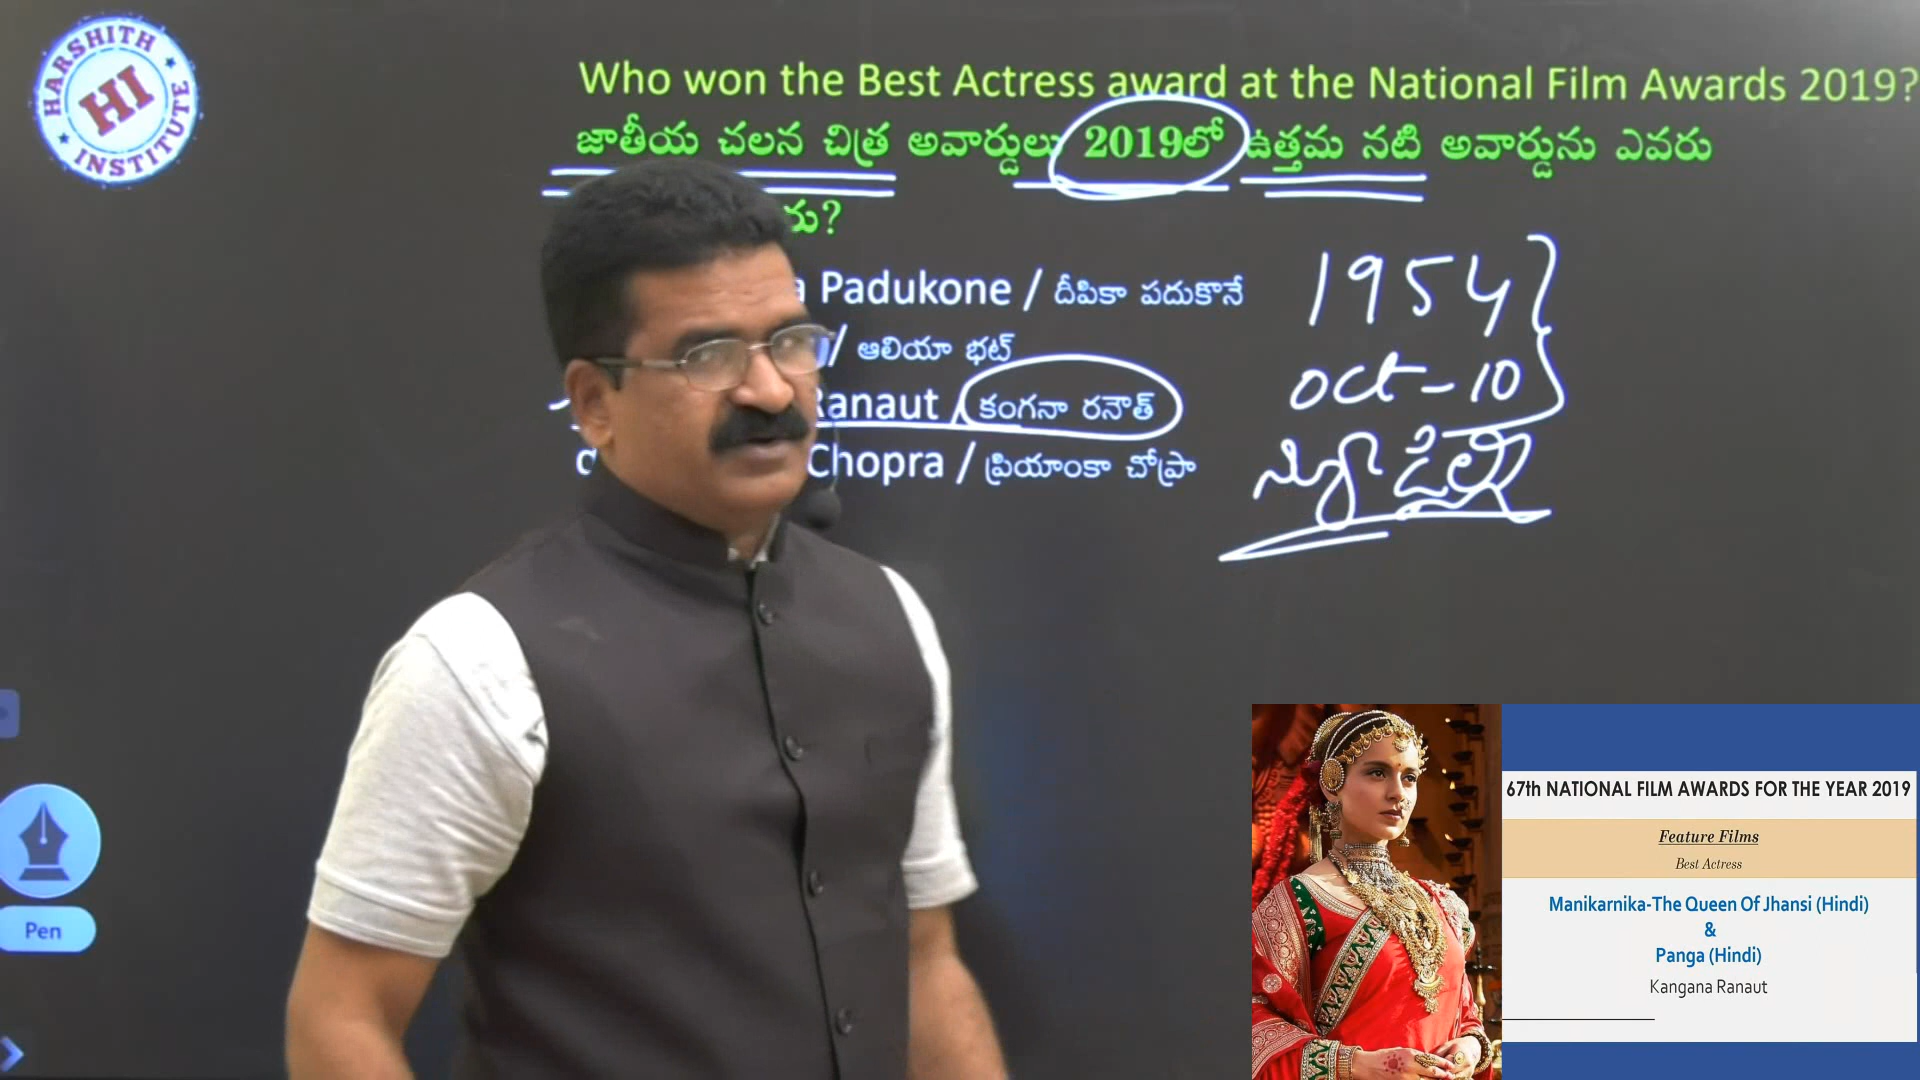 HARSHITH
HI
INSTITUTE
Who won the Best Actress award at the National Film Awards 2019?
జాతీయ చలన చిత్ర అవార్డులు 2019లో ఉత్తమ నటి అవార్డును ఎవరు
రు?
a Padukone / దీపికా పదుకొనే
/ ఆలియా భట్
Ranaut / కంగనా రనౌత్
d Chopra / ప్రియాంకా చోప్రా
1954
oct-10
న్యూ ఢిల్లీ
Pen
67th NATIONAL FILM AWARDS FOR THE YEAR 2019
Feature Films
Best Actress
Manikarnika-The Queen Of Jhansi (Hindi)
&
Panga (Hindi)
Kangana Ranaut